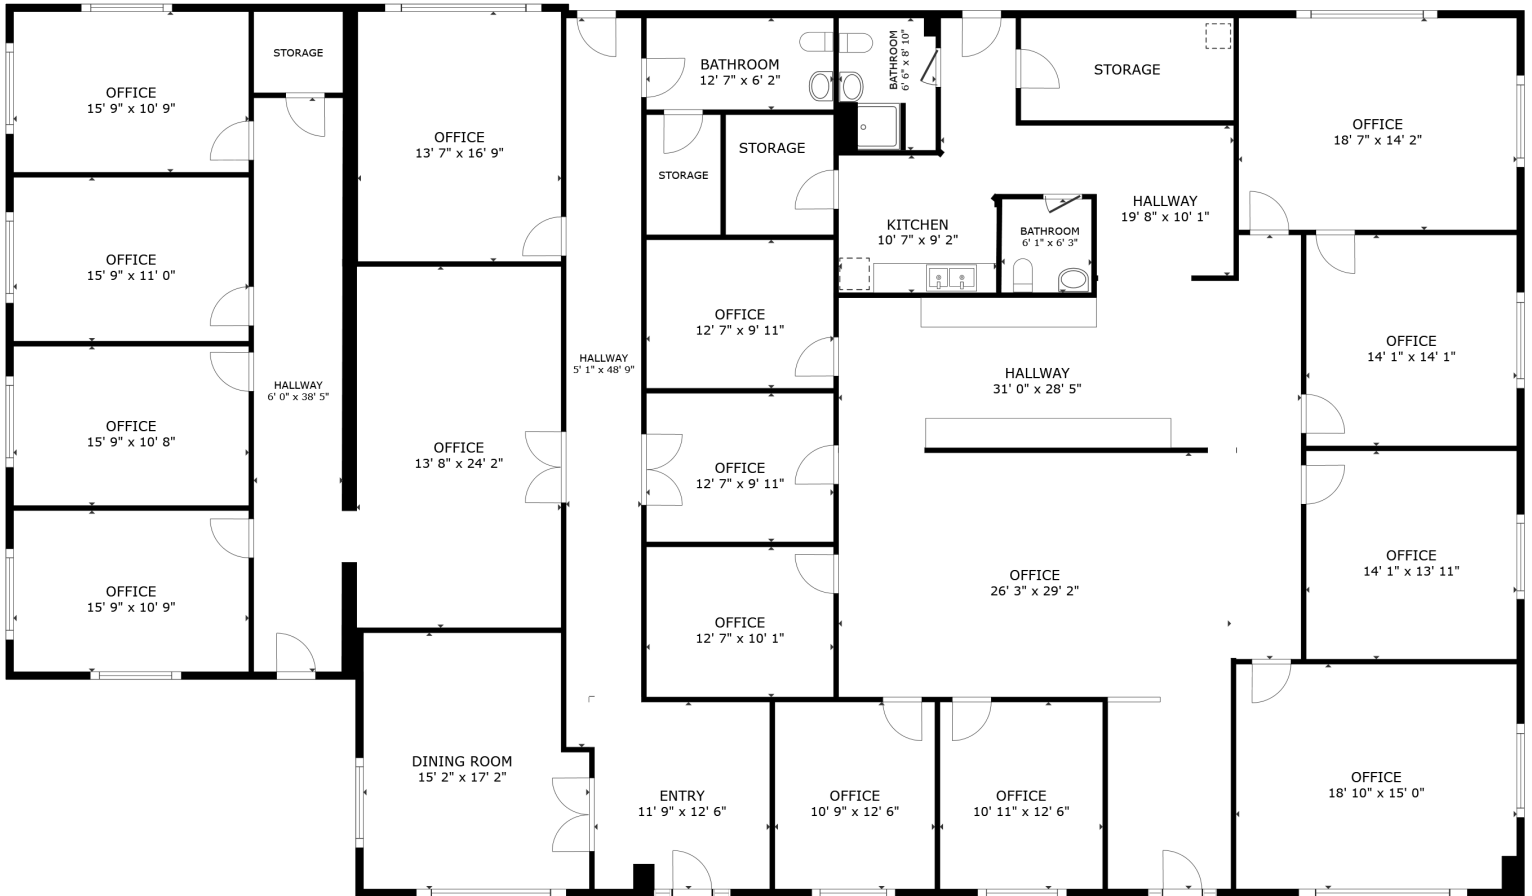 OFFICE
15' 9" x 10' 9"
STORAGE
OFFICE
13' 7" x 16' 9"
BATHROOM
12' 7" x 6' 2"
BATHROOM
6' 6" x 8' 10"
STORAGE
OFFICE
18' 7" x 14' 2"
STORAGE
STORAGE
HALLWAY
19' 8" x 10' 1"
KITCHEN
10' 7" x 9' 2"
BATHROOM
6' 1" x 6' 3"
OFFICE
15' 9" x 11' 0"
OFFICE
12' 7" x 9' 11"
OFFICE
14' 1" x 14' 1"
HALLWAY
5' 1" x 48' 9"
HALLWAY
31' 0" x 28' 5"
HALLWAY
6' 0" x 38' 5"
OFFICE
15' 9" x 10' 8"
OFFICE
13' 8" x 24' 2"
OFFICE
12' 7" x 9' 11"
OFFICE
14' 1" x 13' 11"
OFFICE
26' 3" x 29' 2"
OFFICE
15' 9" x 10' 9"
OFFICE
12' 7" x 10' 1"
DINING ROOM
15' 2" x 17' 2"
ENTRY
11' 9" x 12' 6"
OFFICE
10' 9" x 12' 6"
OFFICE
10' 11" x 12' 6"
OFFICE
18' 10" x 15' 0"